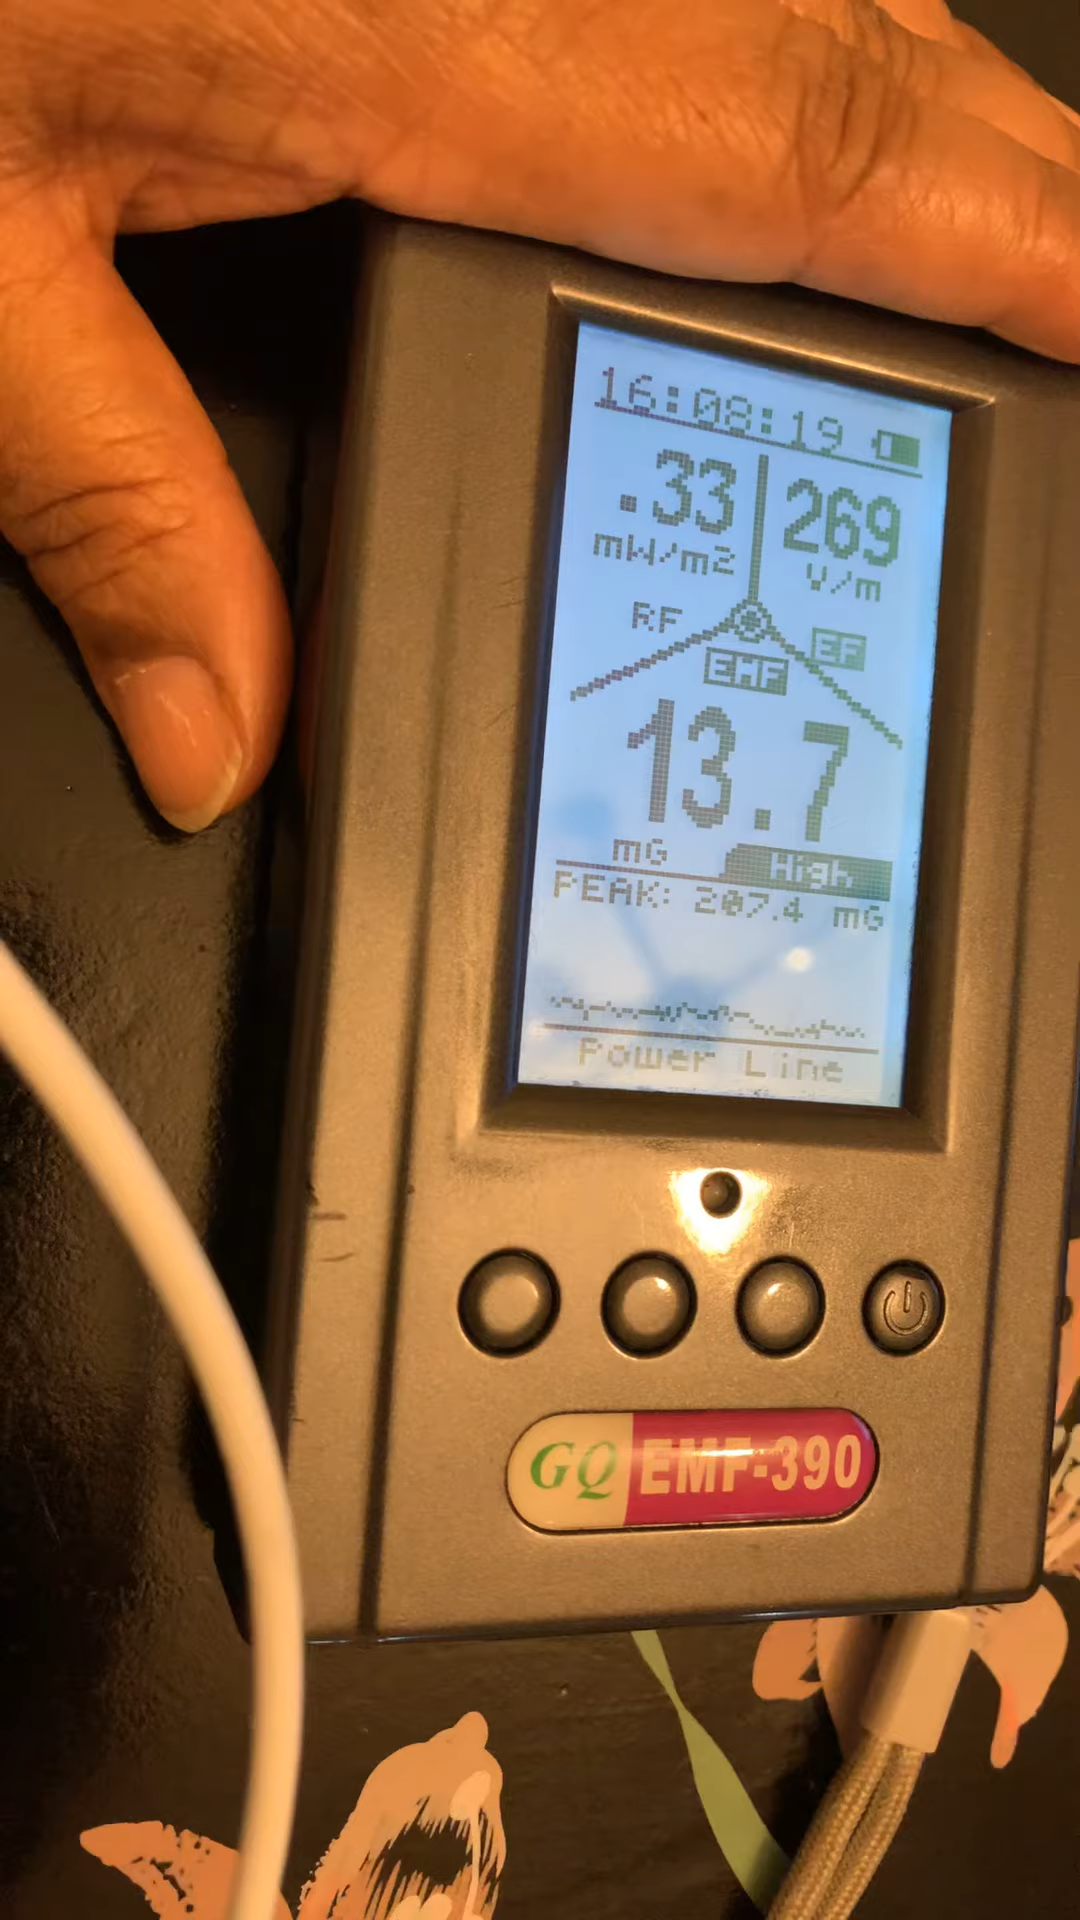 16:08:19
.33 269
mW/m2 V/m
RF EF
EMF
13.7
mG High
PEAK: 207.4 mG
Power Line
GQ EMF-390